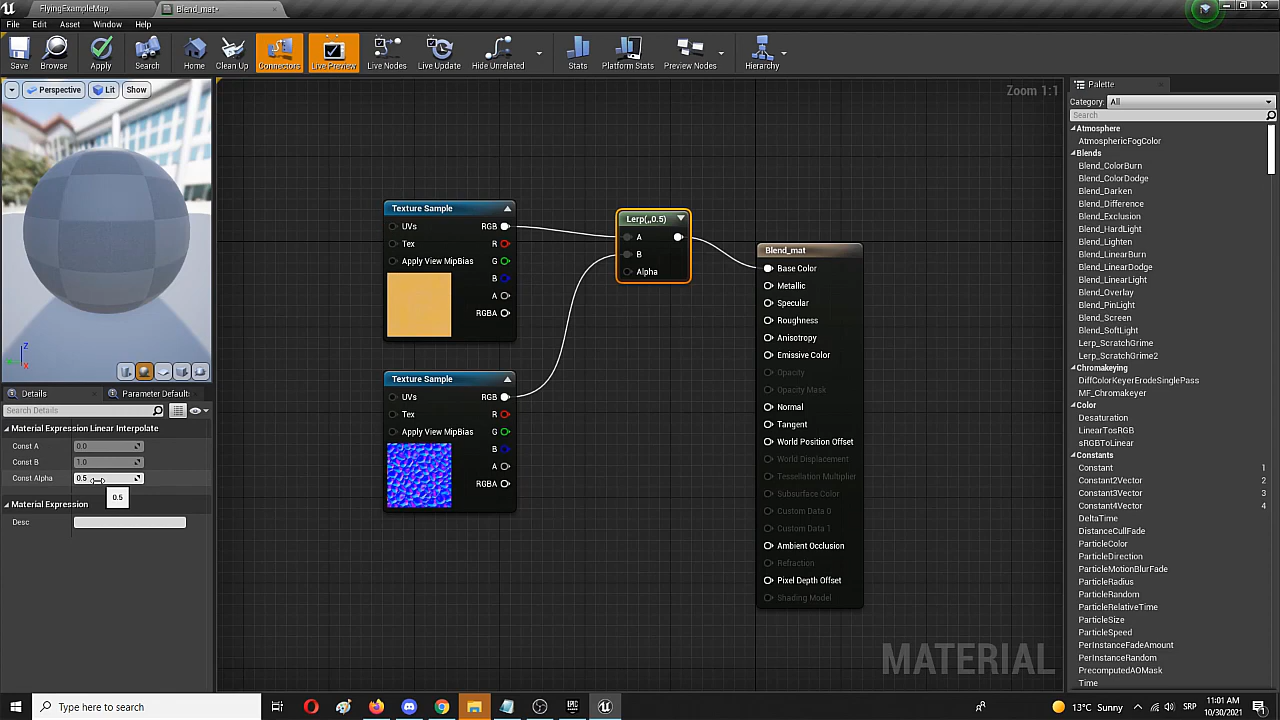 FlyingExampleMap
Blend_mat*
File Edit Asset Window Help
Save Browse Apply Search Home Clean Up Connectors Live Preview Live Nodes Live Update Hide Unrelated Stats Platform Stats Preview Nodes Hierarchy
Perspective Lit Show
Zoom 1:1
Z
X
Texture Sample
UVs RGB
Tex R
Apply View MipBias G
B
A
RGBA
Texture Sample
UVs RGB
Tex R
Apply View MipBias G
B
A
RGBA
Lerp(,,0.5)
A
B
Alpha
Blend_mat
Base Color
Metallic
Specular
Roughness
Anisotropy
Emissive Color
Opacity
Opacity Mask
Normal
Tangent
World Position Offset
World Displacement
Tessellation Multiplier
Subsurface Color
Custom Data 0
Custom Data 1
Ambient Occlusion
Refraction
Pixel Depth Offset
Shading Model
MATERIAL
Details
Parameter Default:
Search Details
Material Expression Linear Interpolate
Const A 0.0
Const B 1.0
Const Alpha 0.5
0.5
Material Expression
Desc
Palette
Category: All
Search
Atmosphere
AtmosphericFogColor
Blends
Blend_ColorBurn
Blend_ColorDodge
Blend_Darken
Blend_Difference
Blend_Exclusion
Blend_HardLight
Blend_Lighten
Blend_LinearBurn
Blend_LinearDodge
Blend_LinearLight
Blend_Overlay
Blend_PinLight
Blend_Screen
Blend_SoftLight
Lerp_ScratchGrime
Lerp_ScratchGrime2
Chromakeying
DiffColorKeyerErodeSinglePass
MF_Chromakeyer
Color
Desaturation
LinearTosRGB
sRGBToLinear
Constants
Constant 1
Constant2Vector 2
Constant3Vector 3
Constant4Vector 4
DeltaTime
DistanceCullFade
ParticleColor
ParticleDirection
ParticleMotionBlurFade
ParticleRadius
ParticleRandom
ParticleRelativeTime
ParticleSize
ParticleSpeed
PerInstanceFadeAmount
PerInstanceRandom
PrecomputedAOMask
Time
Type here to search
13°C Sunny
SRP
11:01 AM
10/30/2021